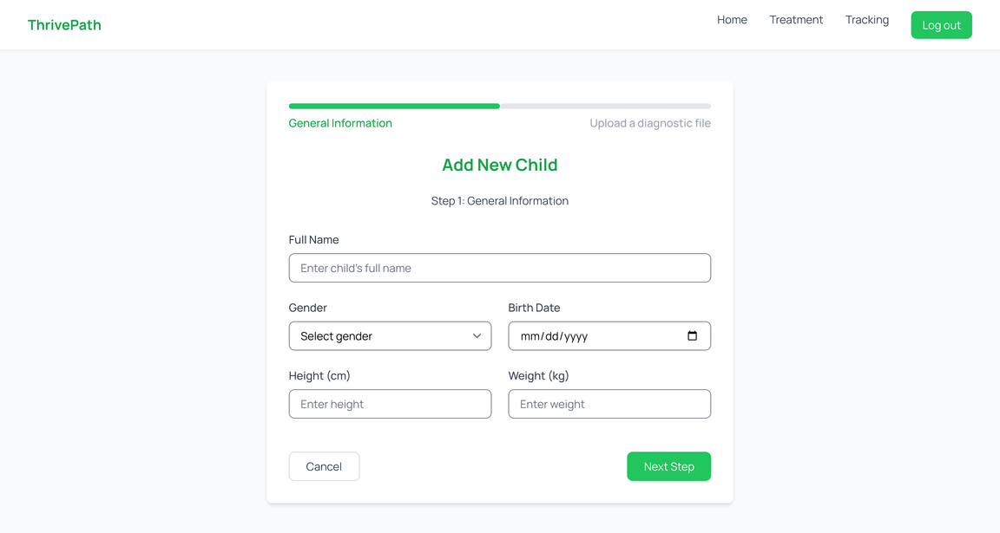 ThrivePath
Home Treatment Tracking Log out
General Information Upload a diagnostic file
Add New Child
Step 1: General Information
Full Name
Enter child's full name
Gender Birth Date
Select gender mm/dd/yyyy
Height (cm) Weight (kg)
Enter height Enter weight
Cancel Next Step